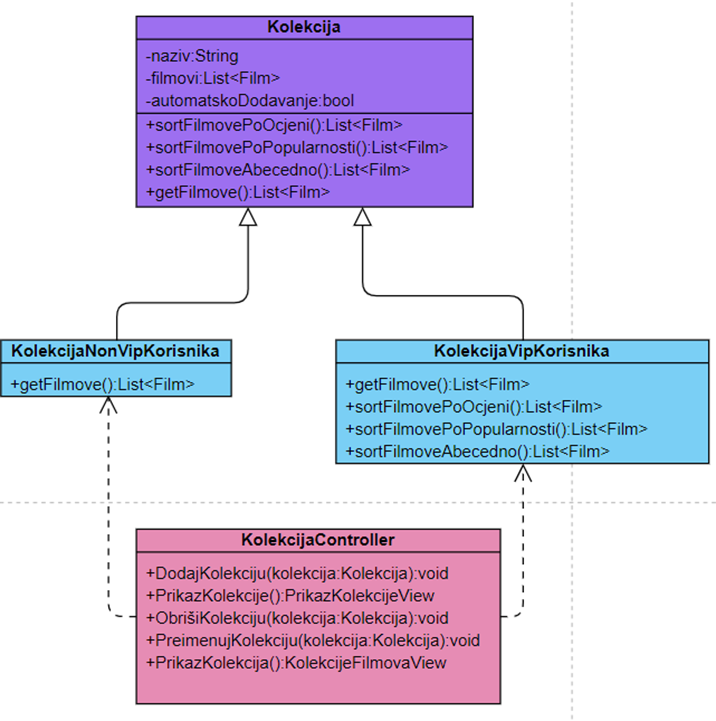 Kolekcija
-naziv:String
-filmovi:List<Film>
-automatskoDodavanje:bool
+sortFilmovePoOcjeni():List<Film>
+sortFilmovePoPopularnosti():List<Film>
+sortFilmoveAbecedno():List<Film>
+getFilmove():List<Film>
KolekcijaNonVipKorisnika
+getFilmove():List<Film>
KolekcijaVipKorisnika
+getFilmove():List<Film>
+sortFilmovePoOcjeni():List<Film>
+sortFilmovePoPopularnosti():List<Film>
+sortFilmoveAbecedno():List<Film>
KolekcijaController
+DodajKolekciju(kolekcija:Kolekcija):void
+PrikazKolekcije():PrikazKolekcijeView
+ObrišiKolekciju(kolekcija:Kolekcija):void
+PreimenujKolekciju(kolekcija:Kolekcija):void
+PrikazKolekcija():KolekcijeFilmovaView